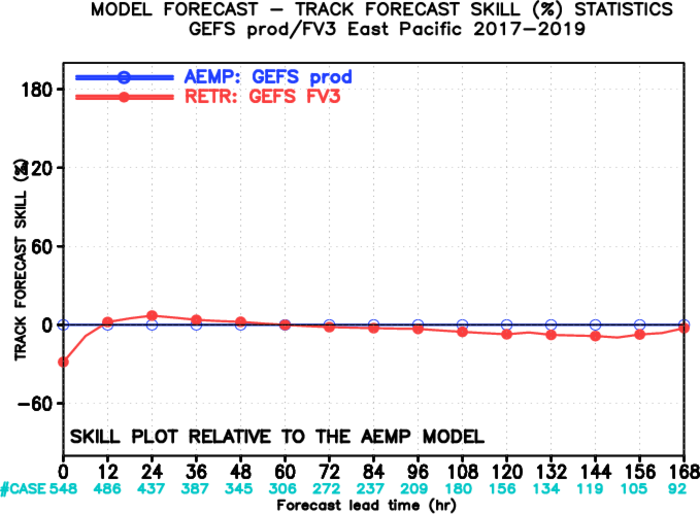 MODEL FORECAST – TRACK FORECAST SKILL (%) STATISTICS
GEFS prod/FV3 East Pacific 2017–2019
AEMP: GEFS prod
RETR: GEFS FV3
TRACK FORECAST SKILL (%)
180
120
60
0
–60
SKILL PLOT RELATIVE TO THE AEMP MODEL
0 12 24 36 48 60 72 84 96 108 120 132 144 156 168
#CASE 548 486 437 387 345 306 272 237 209 180 156 134 119 105 92
Forecast lead time (hr)